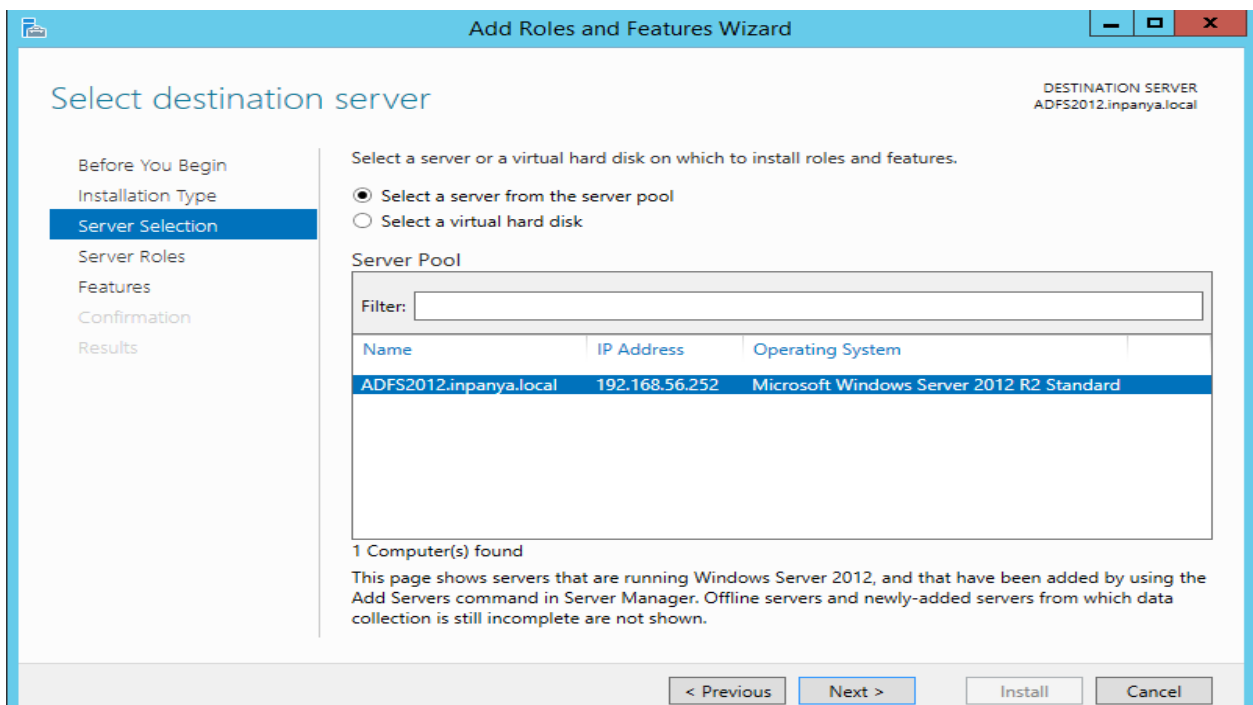 Add Roles and Features Wizard
Select destination server
DESTINATION SERVER
ADFS2012.inpanya.local
Before You Begin
Installation Type
Server Selection
Server Roles
Features
Confirmation
Results
Select a server or a virtual hard disk on which to install roles and features.
Select a server from the server pool
Select a virtual hard disk
Server Pool
Filter:
Name IP Address Operating System
ADFS2012.inpanya.local 192.168.56.252 Microsoft Windows Server 2012 R2 Standard
1 Computer(s) found
This page shows servers that are running Windows Server 2012, and that have been added by using the
Add Servers command in Server Manager. Offline servers and newly-added servers from which data
collection is still incomplete are not shown.
< Previous Next > Install Cancel